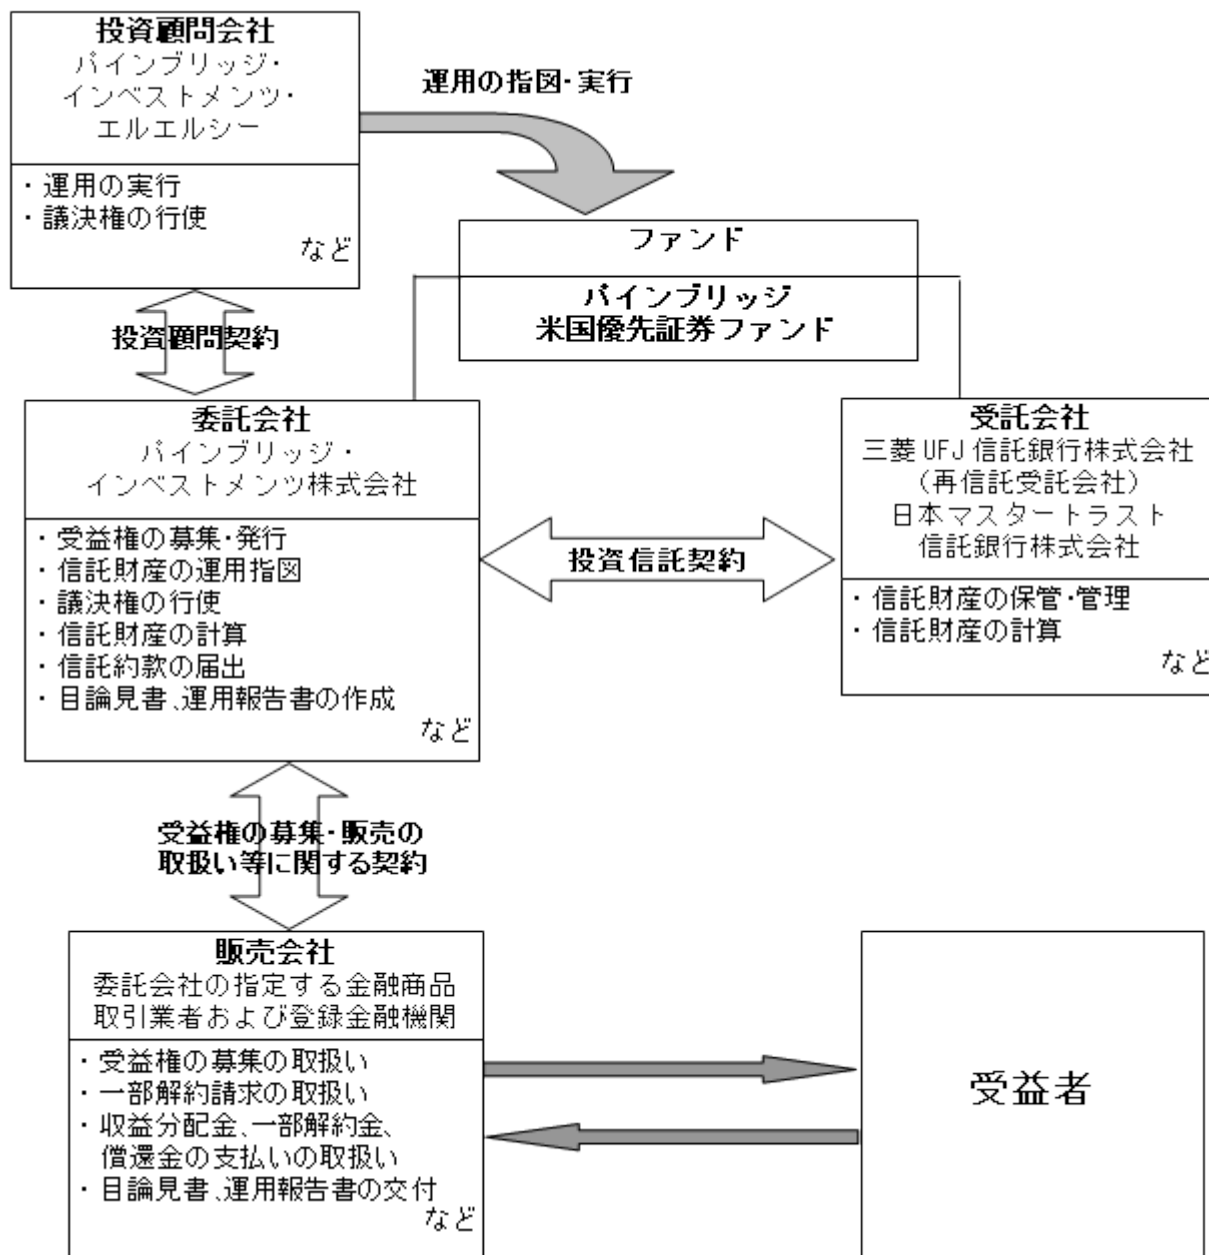 投資顧問会社
パインブリッジ・
インベストメンツ・
エルエルシー
・運用の実行
・議決権の行使
など
運用の指図・実行
ファンド
パインブリッジ
米国優先証券ファンド
投資顧問契約
委託会社
パインブリッジ・
インベストメンツ株式会社
・受益権の募集・発行
・信託財産の運用指図
・議決権の行使
・信託財産の計算
・信託約款の届出
・目論見書、運用報告書の作成
など
投資信託契約
受託会社
三菱UFJ信託銀行株式会社
（再信託受託会社）
日本マスタートラスト
信託銀行株式会社
・信託財産の保管・管理
・信託財産の計算
など
受益権の募集・販売の
取扱い等に関する契約
販売会社
委託会社の指定する金融商品
取引業者および登録金融機関
・受益権の募集の取扱い
・一部解約請求の取扱い
・収益分配金、一部解約金、
償還金の支払いの取扱い
・目論見書、運用報告書の交付
など
受益者